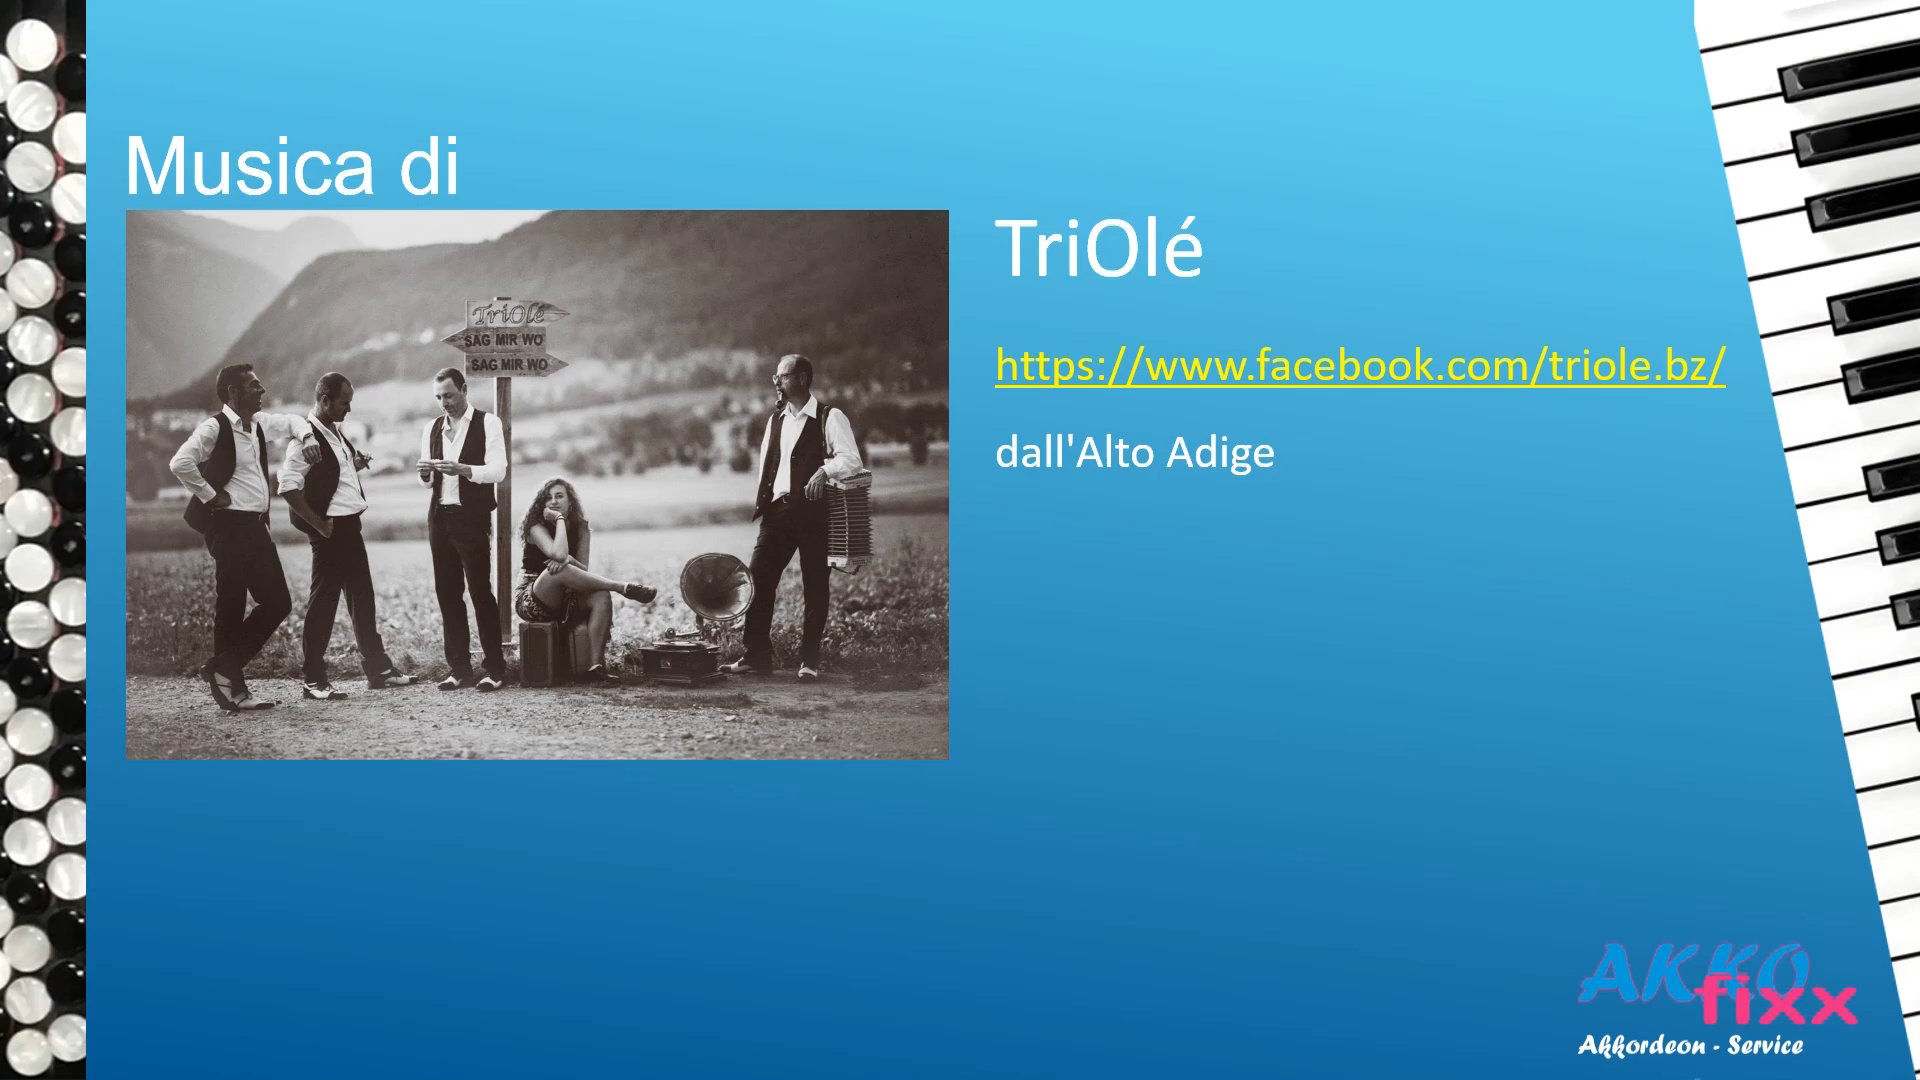 Musica di
TriOlé
SAG MIR WO
SAG MIR WO
TriOlé
https://www.facebook.com/triole.bz/
dall'Alto Adige
AKKO
fixx
Akkordeon - Service